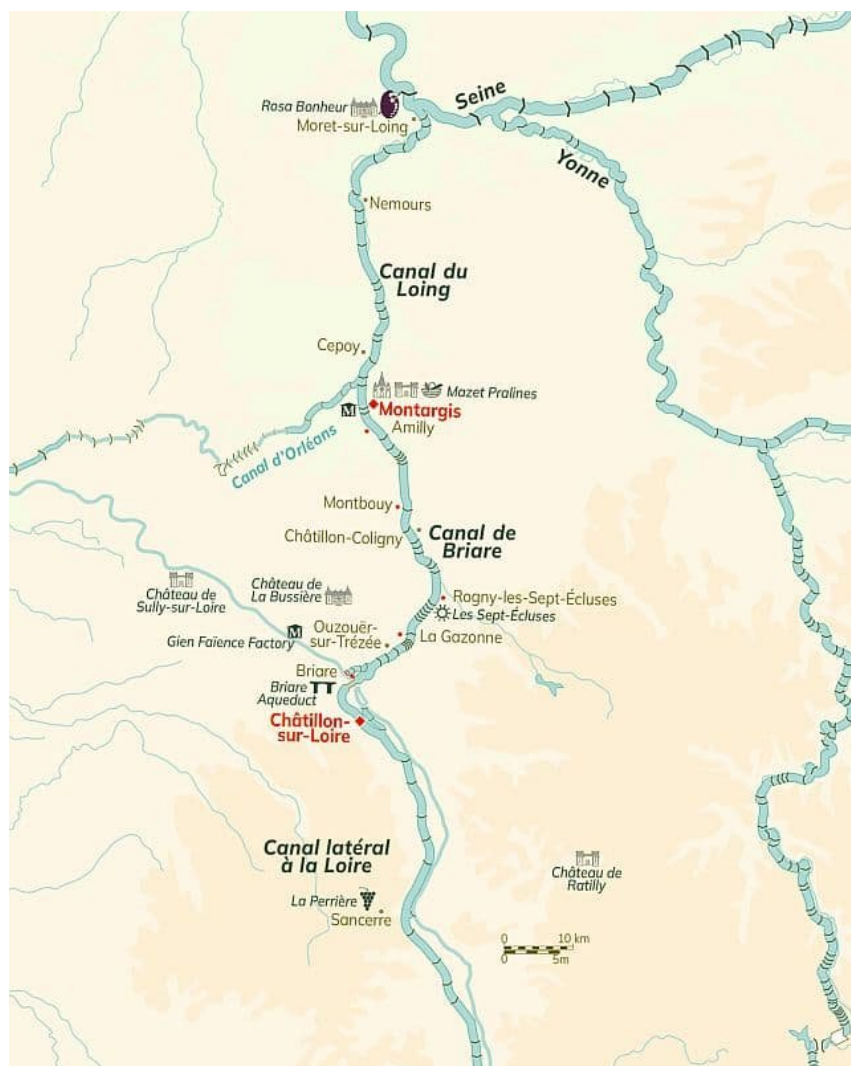 Seine
Rosa Bonheur
Moret-sur-Loing
Yonne
Nemours
Canal du
Loing
Cepoy
Mazet Pralines
M
Montargis
Amilly
Canal d'Orléans
Montbouy
Châtillon-Coligny
Canal de
Briare
Château de
Sully-sur-Loire
Château de
La Bussière
Rogny-les-Sept-Écluses
Les Sept-Écluses
Gien Faïence Factory
M
Ouzouër-
sur-Trézée
La Gazonne
Briare
Briare
Aqueduct
Châtillon-
sur-Loire
Canal latéral
à la Loire
Château de
Ratilly
La Perrière
Sancerre
0 10 km
0 5m